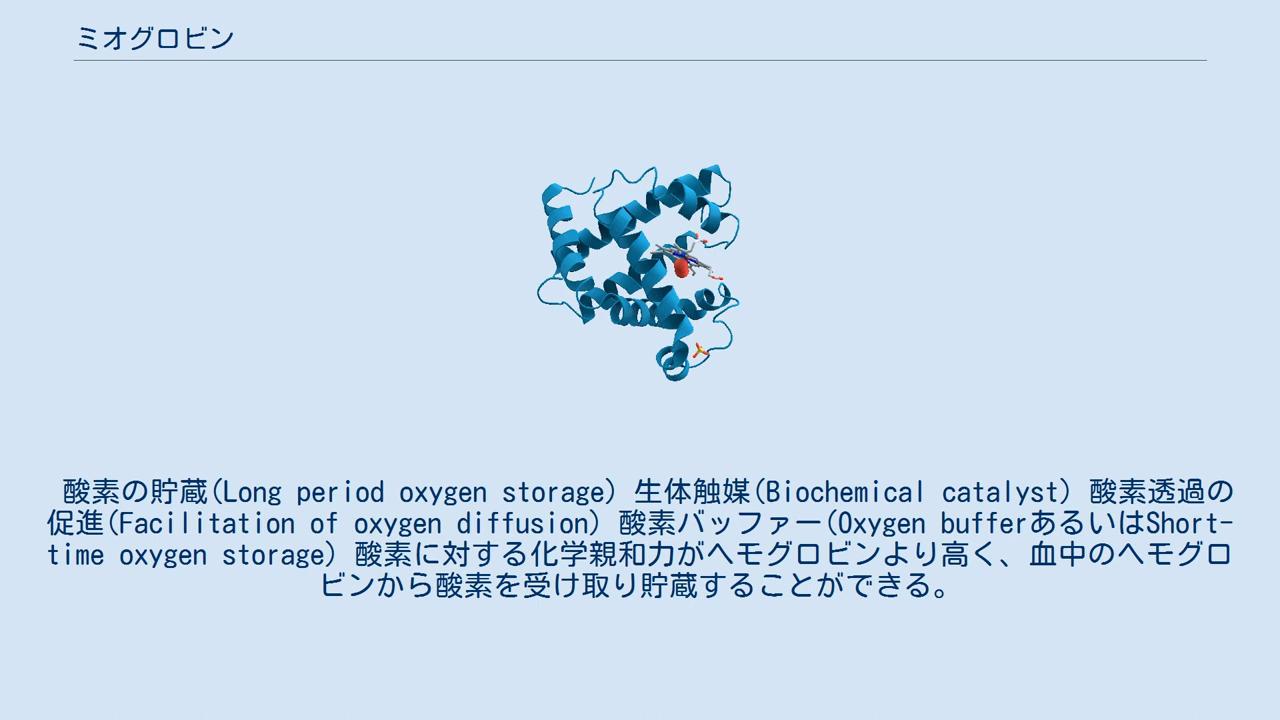 ミオグロビン
酸素の貯蔵(Long period oxygen storage) 生体触媒(Biochemical catalyst) 酸素透過の
促進(Facilitation of oxygen diffusion) 酸素バッファー(Oxygen bufferあるいはShort-
time oxygen storage) 酸素に対する化学親和力がヘモグロビンより高く、血中のヘモグロ
ビンから酸素を受け取り貯蔵することができる。